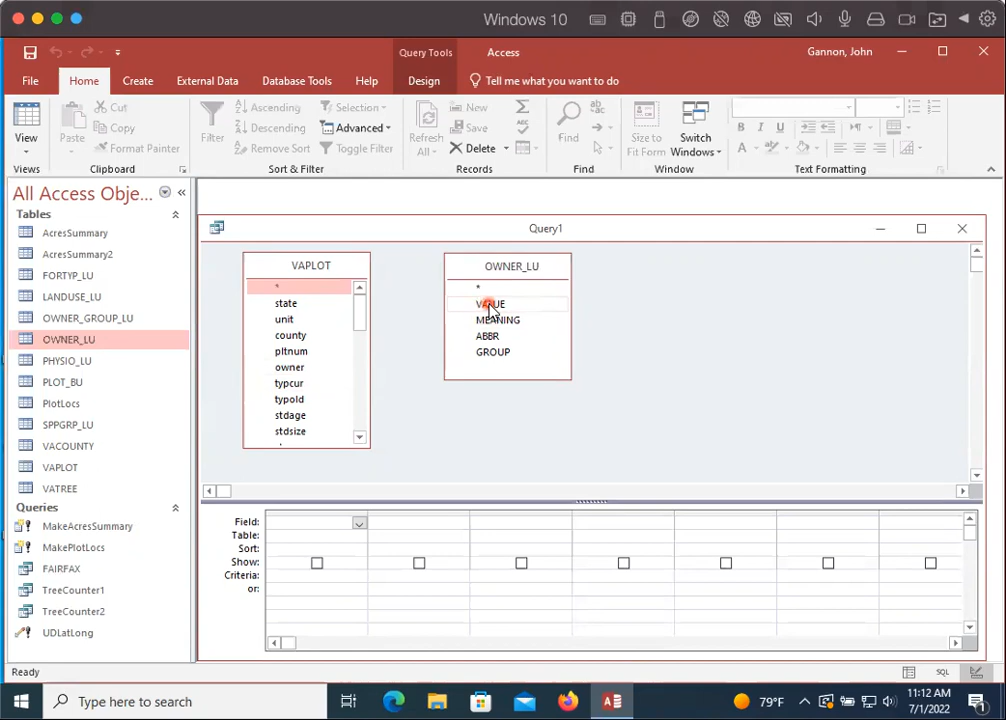 Windows 10
Query Tools
Access
Gannon, John
File
Home
Create
External Data
Database Tools
Help
Design
Tell me what you want to do
View
Paste
Cut
Copy
Format Painter
Filter
Ascending
Descending
Remove Sort
Selection
Advanced
Toggle Filter
Refresh
All
New
Save
Delete
Σ
Find
Size to
Fit Form
Switch
Windows
B I U
A
Views
Clipboard
Sort & Filter
Records
Find
Window
Text Formatting
All Access Obje...
Tables
AcresSummary
AcresSummary2
FORTYP_LU
LANDUSE_LU
OWNER_GROUP_LU
OWNER_LU
PHYSIO_LU
PLOT_BU
PlotLocs
SPPGRP_LU
VACOUNTY
VAPLOT
VATREE
Queries
MakeAcresSummary
MakePlotLocs
FAIRFAX
TreeCounter1
TreeCounter2
UDLatLong
Query1
VAPLOT
*
state
unit
county
pltnum
owner
typcur
typold
stdage
stdsize
OWNER_LU
*
VALUE
MEANING
ABBR
GROUP
Field:
Table:
Sort:
Show:
Criteria:
or:
Ready
SQL
Type here to search
79°F
11:12 AM
7/1/2022
1